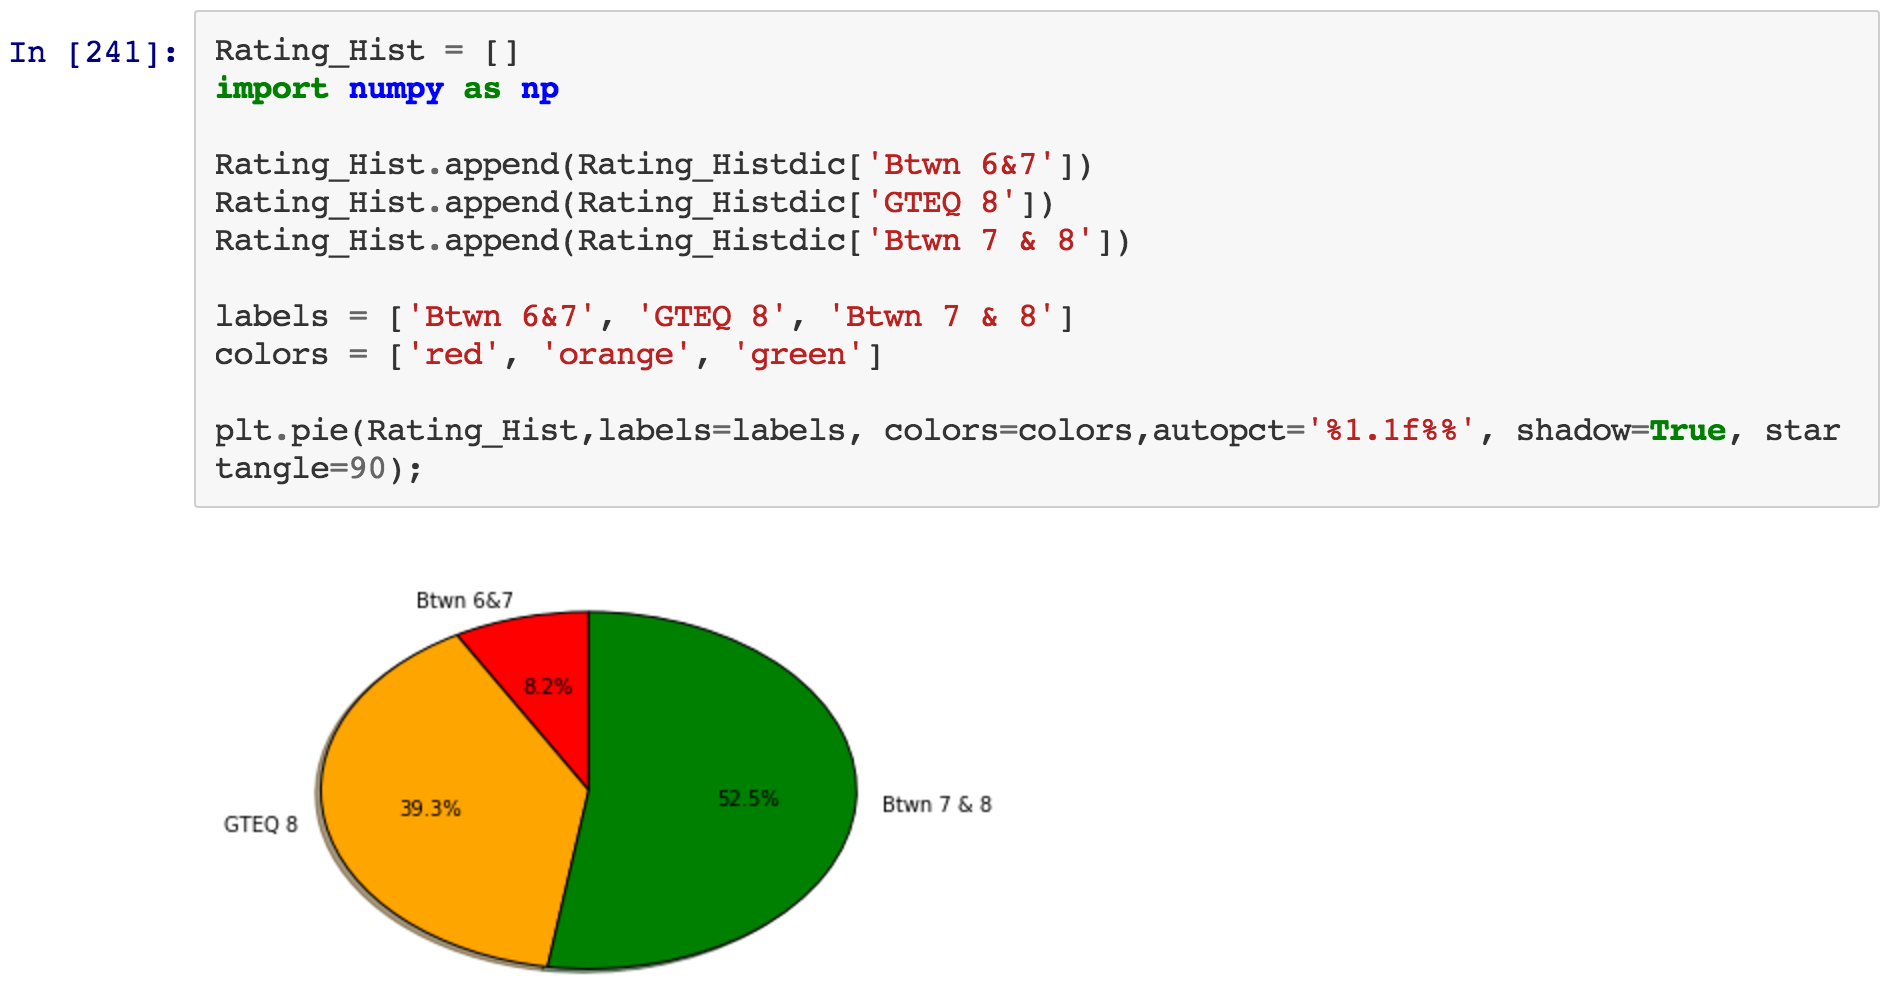 In [241]:
Rating_Hist = []
import numpy as np
Rating_Hist.append(Rating_Histdic['Btwn 6&7'])
Rating_Hist.append(Rating_Histdic['GTEQ 8'])
Rating_Hist.append(Rating_Histdic['Btwn 7 & 8'])
labels = ['Btwn 6&7', 'GTEQ 8', 'Btwn 7 & 8']
colors = ['red', 'orange', 'green']
plt.pie(Rating_Hist,labels=labels, colors=colors,autopct='%1.1f%%', shadow=True, star
tangle=90);
Btwn 6&7
8.2%
39.3%
52.5%
GTEQ 8
Btwn 7 & 8